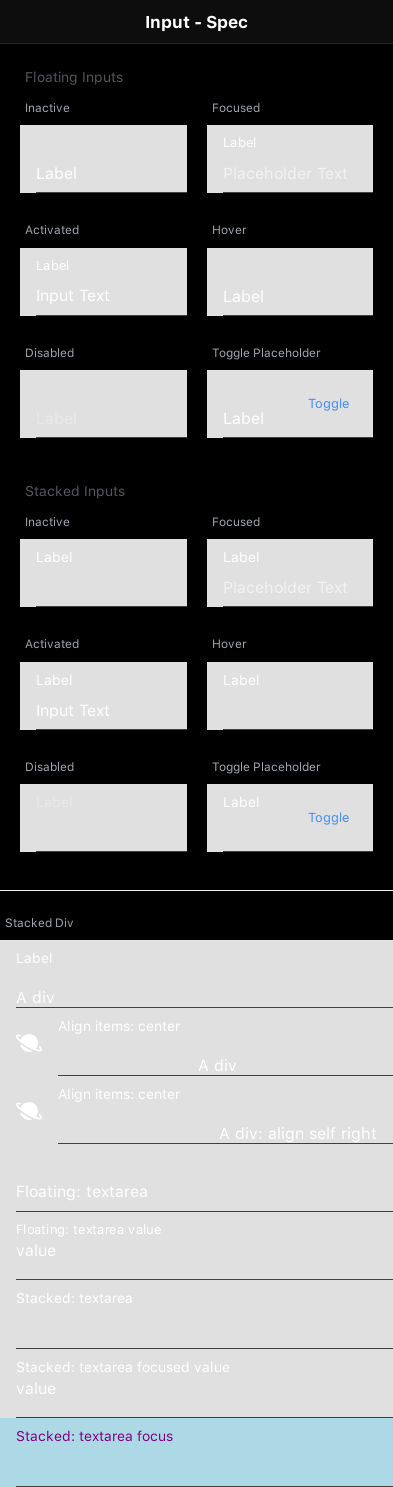 Input - Spec
Floating Inputs
Inactive
Focused
Label
Label
Placeholder Text
Activated
Hover
Label
Input Text
Label
Disabled
Toggle Placeholder
Label
Label
Toggle
Stacked Inputs
Inactive
Focused
Label
Label
Placeholder Text
Activated
Hover
Label
Input Text
Label
Disabled
Toggle Placeholder
Label
Label
Toggle
Stacked Div
Label
A div
Align items: center
A div
Align items: center
A div: align self right
Floating: textarea
Floating: textarea value
value
Stacked: textarea
Stacked: textarea focused value
value
Stacked: textarea focus